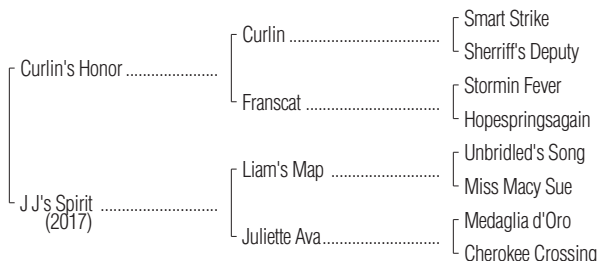 Smart Strike
Curlin ........................................
Sherriff's Deputy
Curlin's Honor .........................
Stormin Fever
Franscat ....................................
Hopespringsagain
Unbridled's Song
Liam's Map .............................
Miss Macy Sue
J J's Spirit ................................
(2017)
Medaglia d'Oro
Juliette Ava................................
Cherokee Crossing